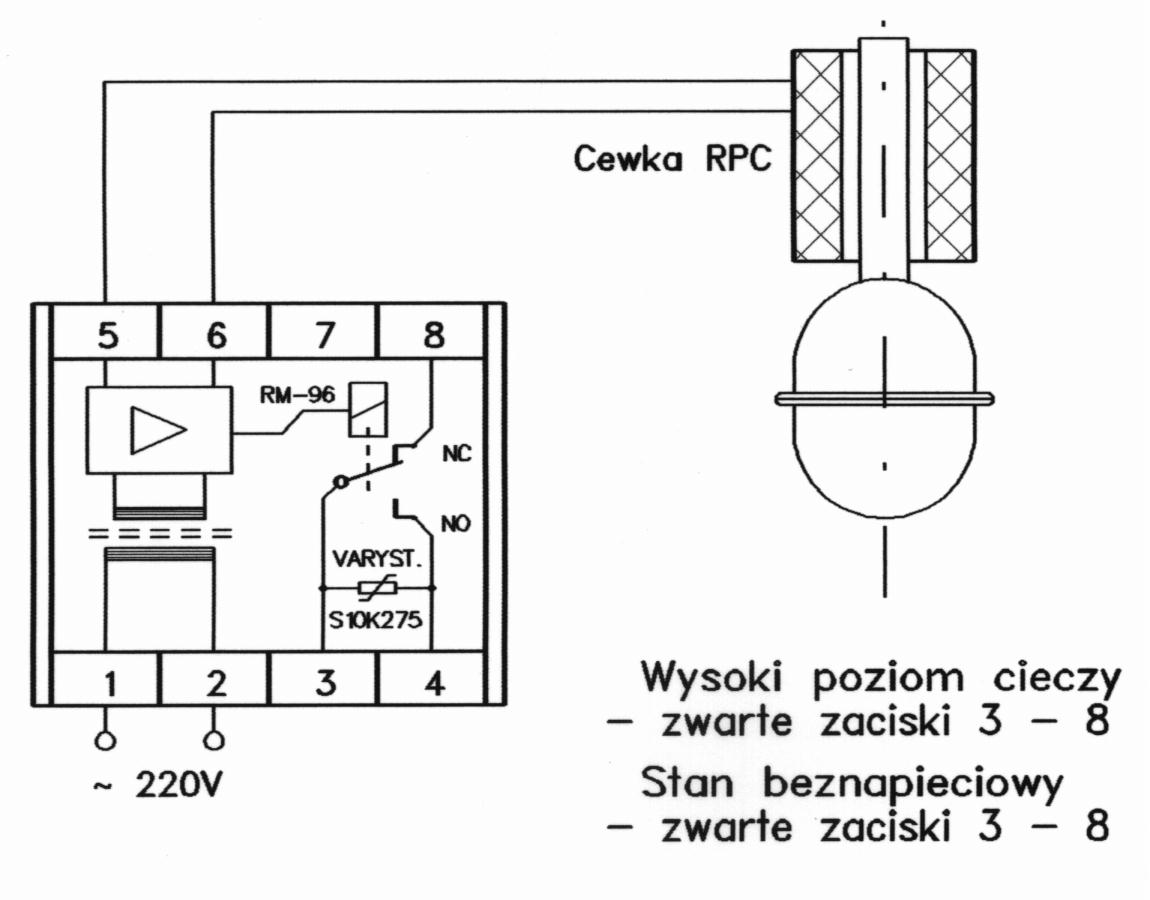 Cewka RPC
5 6 7 8
RM-96
NC
NO
VARYST.
S10K275
1 2 3 4
~ 220V
Wysoki poziom cieczy
- zwarte zaciski 3 - 8
Stan beznapieciowy
- zwarte zaciski 3 - 8